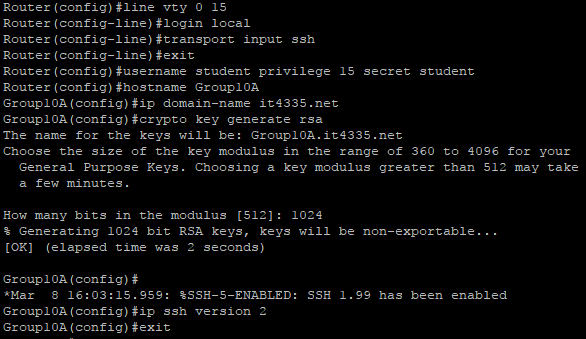 Router(config)#line vty 0 15
Router(config-line)#login local
Router(config-line)#transport input ssh
Router(config-line)#exit
Router(config)#username student privilege 15 secret student
Router(config)#hostname Group10A
Group10A(config)#ip domain-name it4335.net
Group10A(config)#crypto key generate rsa
The name for the keys will be: Group10A.it4335.net
Choose the size of the key modulus in the range of 360 to 4096 for your
  General Purpose Keys. Choosing a key modulus greater than 512 may take
  a few minutes.

How many bits in the modulus [512]: 1024
% Generating 1024 bit RSA keys, keys will be non-exportable...
[OK] (elapsed time was 2 seconds)

Group10A(config)#
*Mar  8 16:03:15.959: %SSH-5-ENABLED: SSH 1.99 has been enabled
Group10A(config)#ip ssh version 2
Group10A(config)#exit